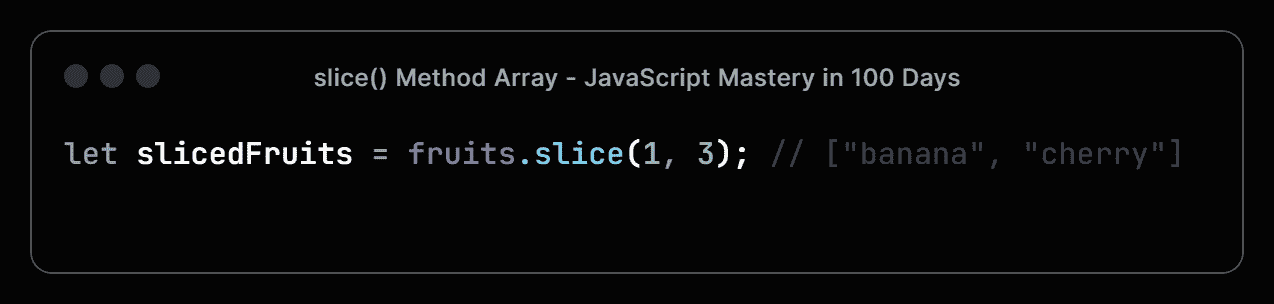 slice() Method Array - JavaScript Mastery in 100 Days
let slicedFruits = fruits.slice(1, 3); // ["banana", "cherry"]